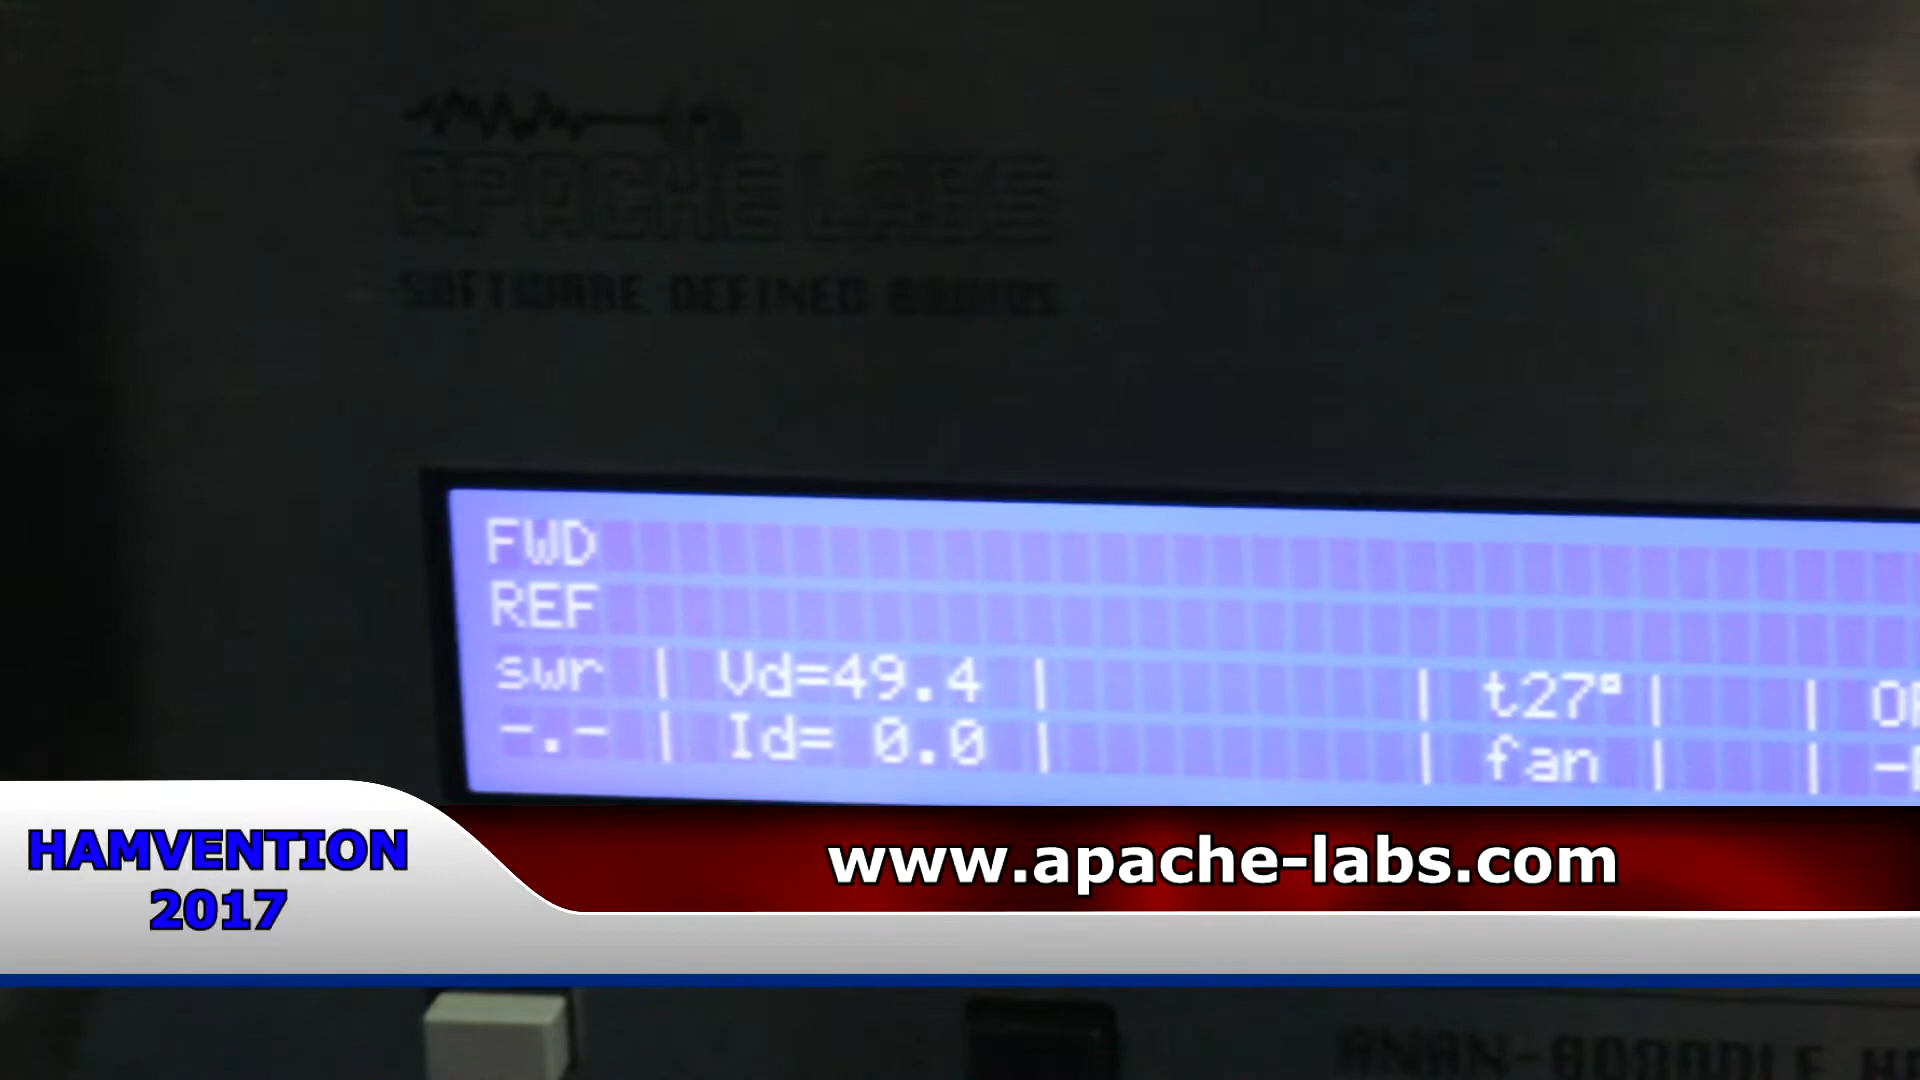 APACHE LABS
SOFTWARE DEFINED
FWD
REF
swr | Vd=49.4 | | t27° | |
-.- | Id= 0.0 | | fan | |
HAMVENTION
2017
www.apache-labs.com